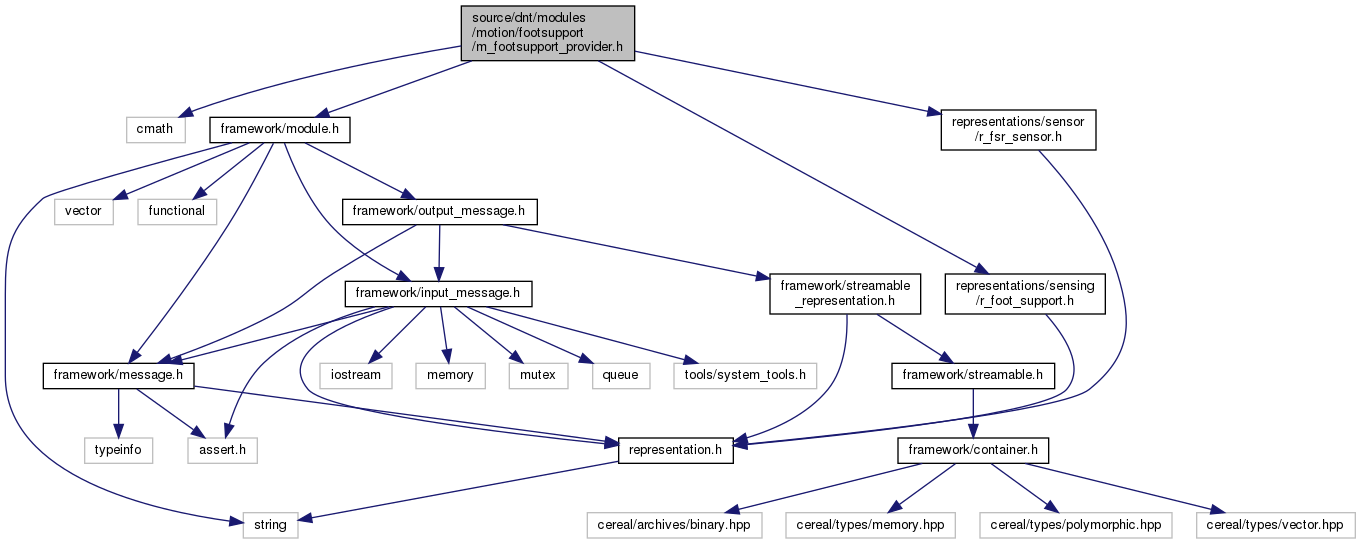 source/dnt/modules
/motion/footsupport
/m_footsupport_provider.h
cmath
framework/module.h
representations/sensor
/r_fsr_sensor.h
vector
functional
framework/output_message.h
framework/input_message.h
framework/streamable
_representation.h
representations/sensing
/r_foot_support.h
framework/message.h
iostream
memory
mutex
queue
tools/system_tools.h
framework/streamable.h
typeinfo
assert.h
representation.h
framework/container.h
string
cereal/archives/binary.hpp
cereal/types/memory.hpp
cereal/types/polymorphic.hpp
cereal/types/vector.hpp